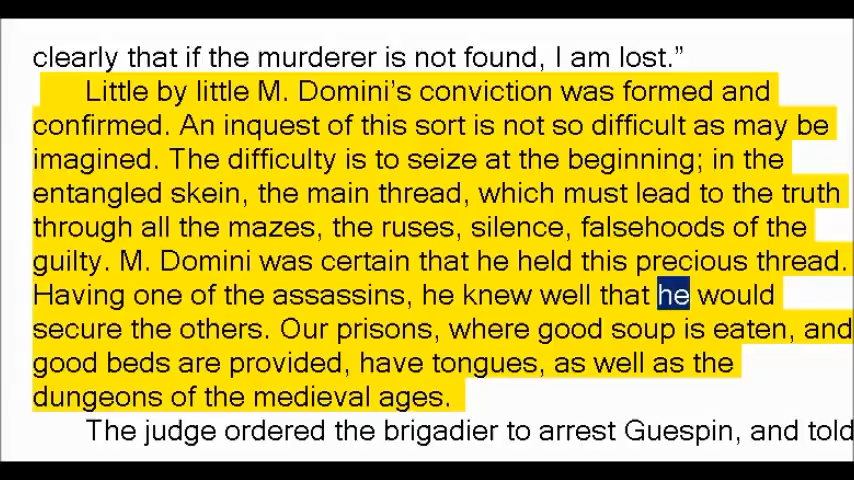 clearly that if the murderer is not found, I am lost.”
Little by little M. Domini’s conviction was formed and
confirmed. An inquest of this sort is not so difficult as may be
imagined. The difficulty is to seize at the beginning; in the
entangled skein, the main thread, which must lead to the truth
through all the mazes, the ruses, silence, falsehoods of the
guilty. M. Domini was certain that he held this precious thread.
Having one of the assassins, he knew well that he would
secure the others. Our prisons, where good soup is eaten, and
good beds are provided, have tongues, as well as the
dungeons of the medieval ages.
The judge ordered the brigadier to arrest Guespin, and told